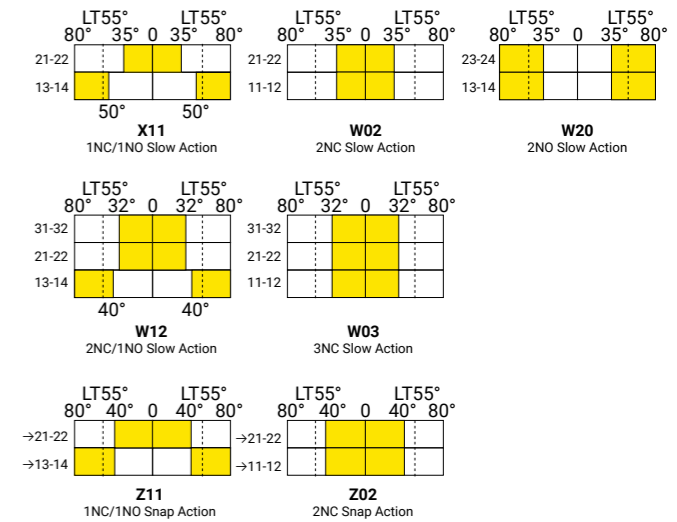 LT55° LT55°
80° 35° 0 35° 80°
21-22
13-14
50° 50°
X11
1NC/1NO Slow Action
LT55° LT55°
80° 35° 0 35° 80°
21-22
11-12
W02
2NC Slow Action
LT55° LT55°
80° 35° 0 35° 80°
23-24
13-14
W20
2NO Slow Action
LT55° LT55°
80° 32° 0 32° 80°
31-32
21-22
13-14
40° 40°
W12
2NC/1NO Slow Action
LT55° LT55°
80° 32° 0 32° 80°
31-32
21-22
11-12
W03
3NC Slow Action
LT55° LT55°
80° 40° 0 40° 80°
→21-22
→13-14
Z11
1NC/1NO Snap Action
LT55° LT55°
80° 40° 0 40° 80°
→21-22
→11-12
Z02
2NC Snap Action